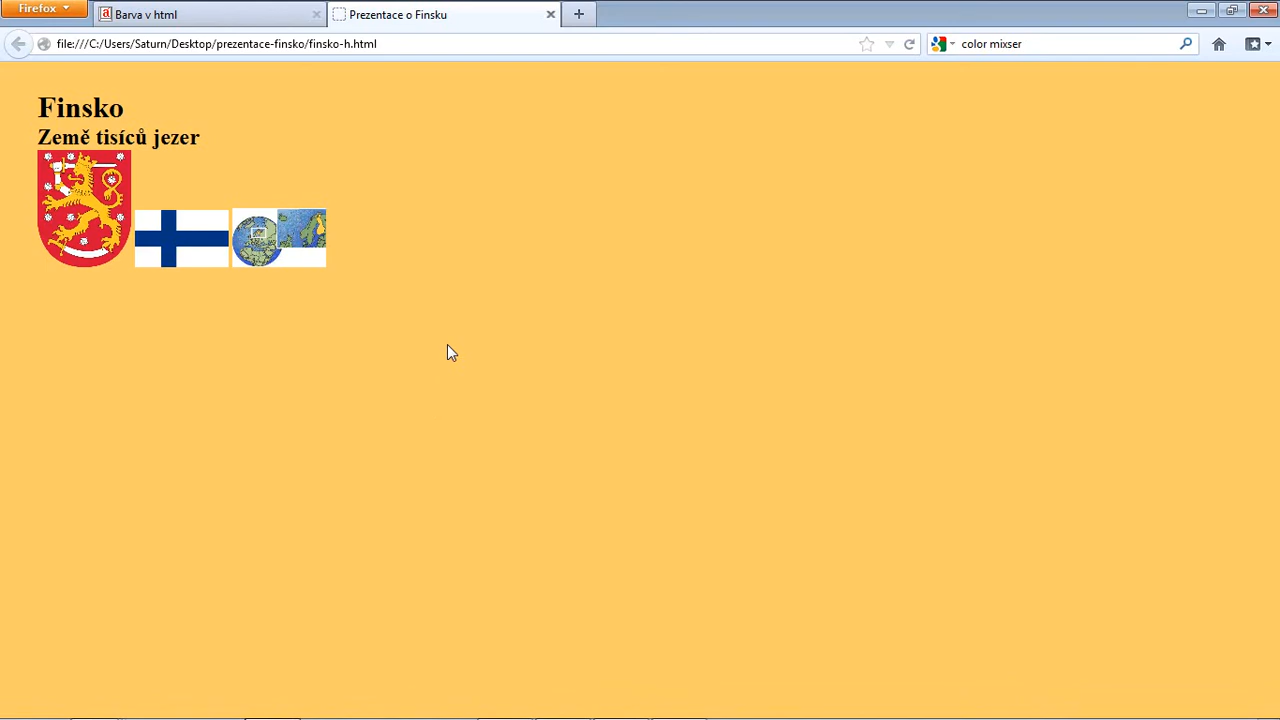 Firefox
Barva v html
Prezentace o Finsku
file:///C:/Users/Saturn/Desktop/prezentace-finsko/finsko-h.html
color mixser
Finsko
Země tisíců jezer